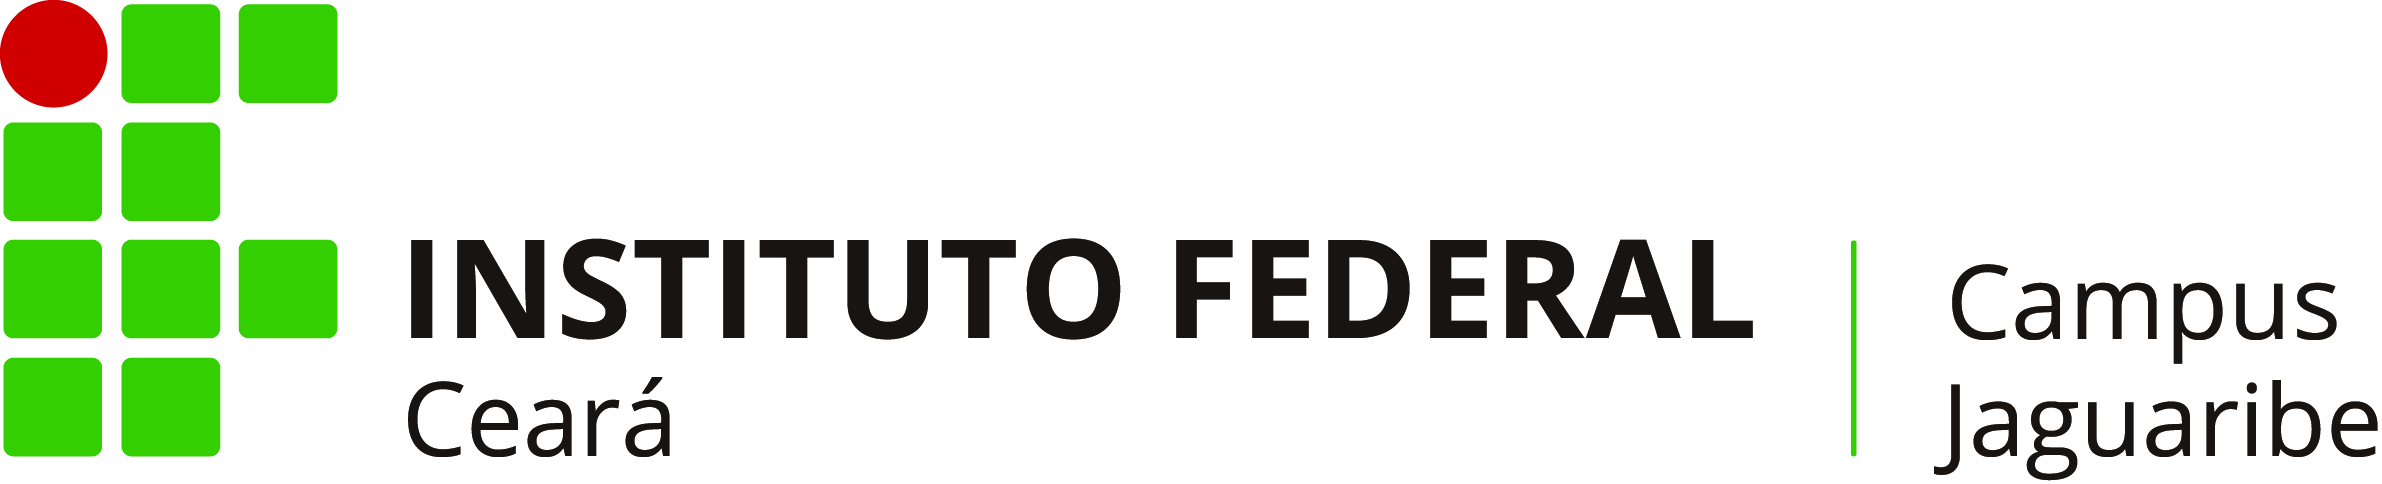 INSTITUTO FEDERAL
Ceará
Campus
Jaguaribe